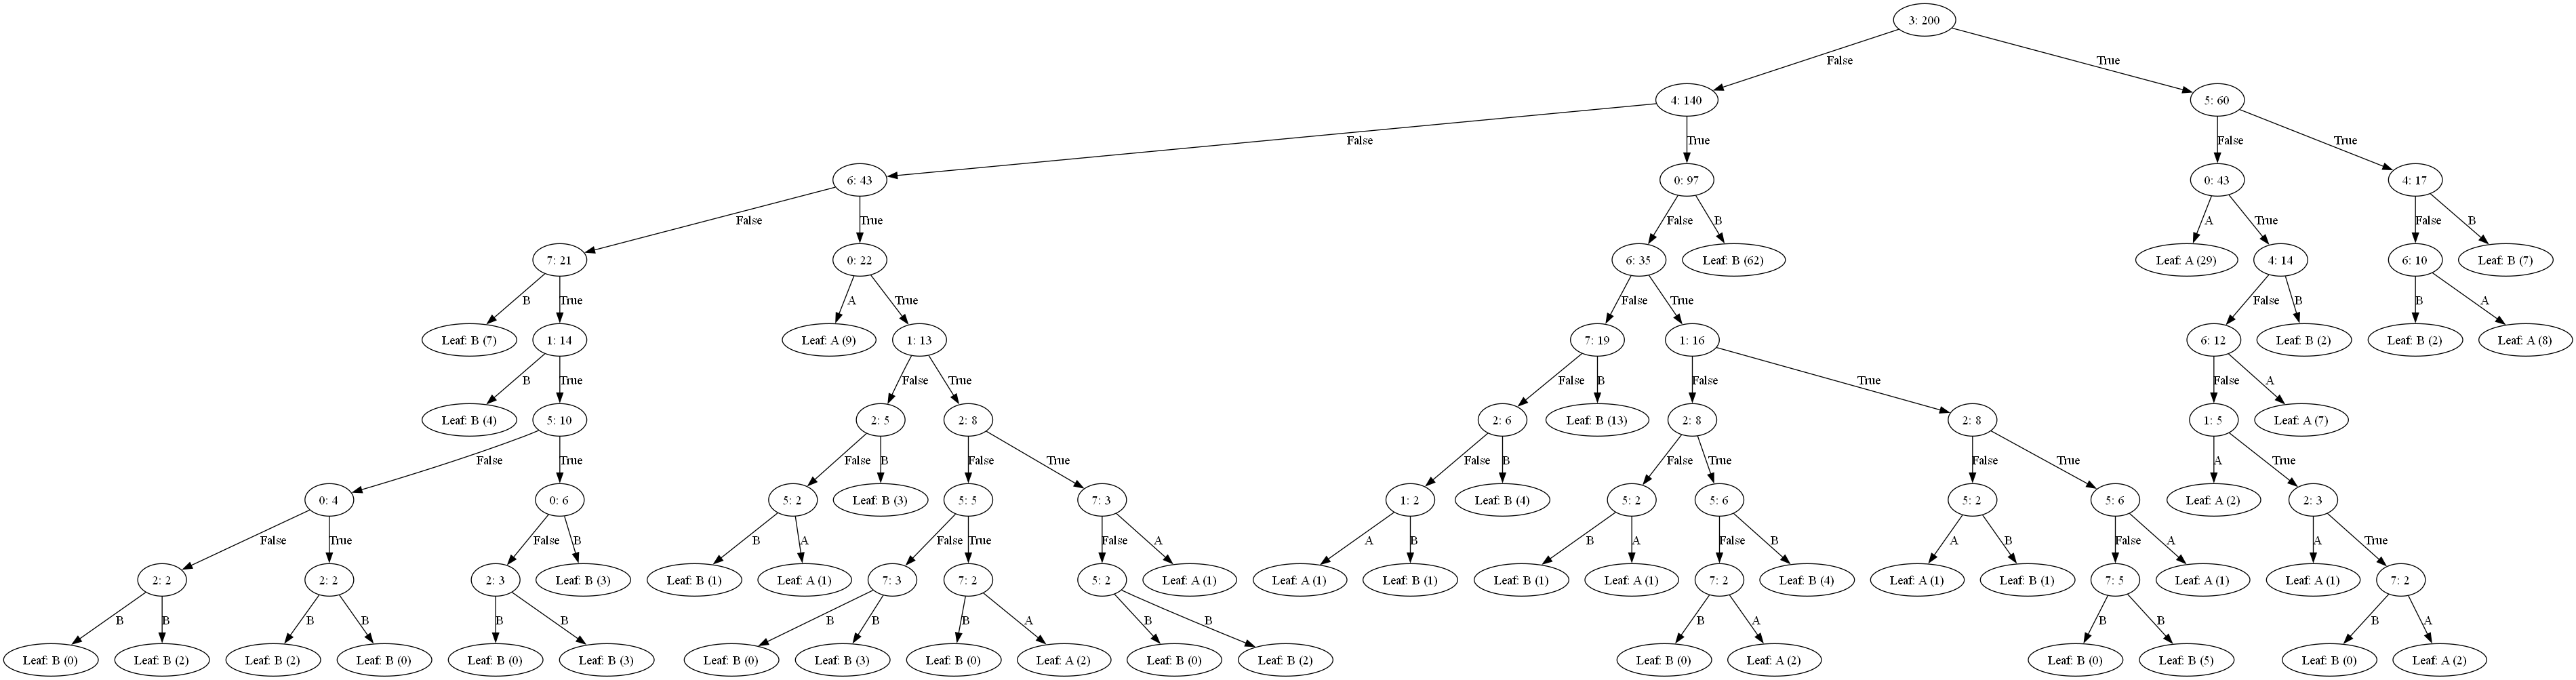 3: 200
False
True
4: 140
5: 60
False
True
False
True
6: 43
0: 97
0: 43
4: 17
False
True
False
B
A
True
False
B
7: 21
0: 22
6: 35
Leaf: B (62)
Leaf: A (29)
4: 14
6: 10
Leaf: B (7)
B
True
A
True
False
True
False
B
B
A
Leaf: B (7)
1: 14
Leaf: A (9)
1: 13
7: 19
1: 16
6: 12
Leaf: B (2)
Leaf: B (2)
Leaf: A (8)
B
True
False
True
False
B
False
True
False
A
Leaf: B (4)
5: 10
2: 5
2: 8
2: 6
Leaf: B (13)
2: 8
2: 8
1: 5
Leaf: A (7)
False
True
False
B
False
True
False
B
False
True
False
True
A
True
0: 4
0: 6
5: 2
Leaf: B (3)
5: 5
7: 3
1: 2
Leaf: B (4)
5: 2
5: 6
5: 2
5: 6
Leaf: A (2)
2: 3
False
True
False
B
B
A
False
True
False
A
A
B
B
A
False
B
A
B
False
A
A
True
2: 2
2: 2
2: 3
Leaf: B (3)
Leaf: B (1)
Leaf: A (1)
7: 3
7: 2
5: 2
Leaf: A (1)
Leaf: A (1)
Leaf: B (1)
Leaf: B (1)
Leaf: A (1)
7: 2
Leaf: B (4)
Leaf: A (1)
Leaf: B (1)
7: 5
Leaf: A (1)
Leaf: A (1)
7: 2
B
B
B
B
B
B
B
B
B
A
B
B
B
A
B
B
B
A
Leaf: B (0)
Leaf: B (2)
Leaf: B (2)
Leaf: B (0)
Leaf: B (0)
Leaf: B (3)
Leaf: B (0)
Leaf: B (3)
Leaf: B (0)
Leaf: A (2)
Leaf: B (0)
Leaf: B (2)
Leaf: B (0)
Leaf: A (2)
Leaf: B (0)
Leaf: B (5)
Leaf: B (0)
Leaf: A (2)